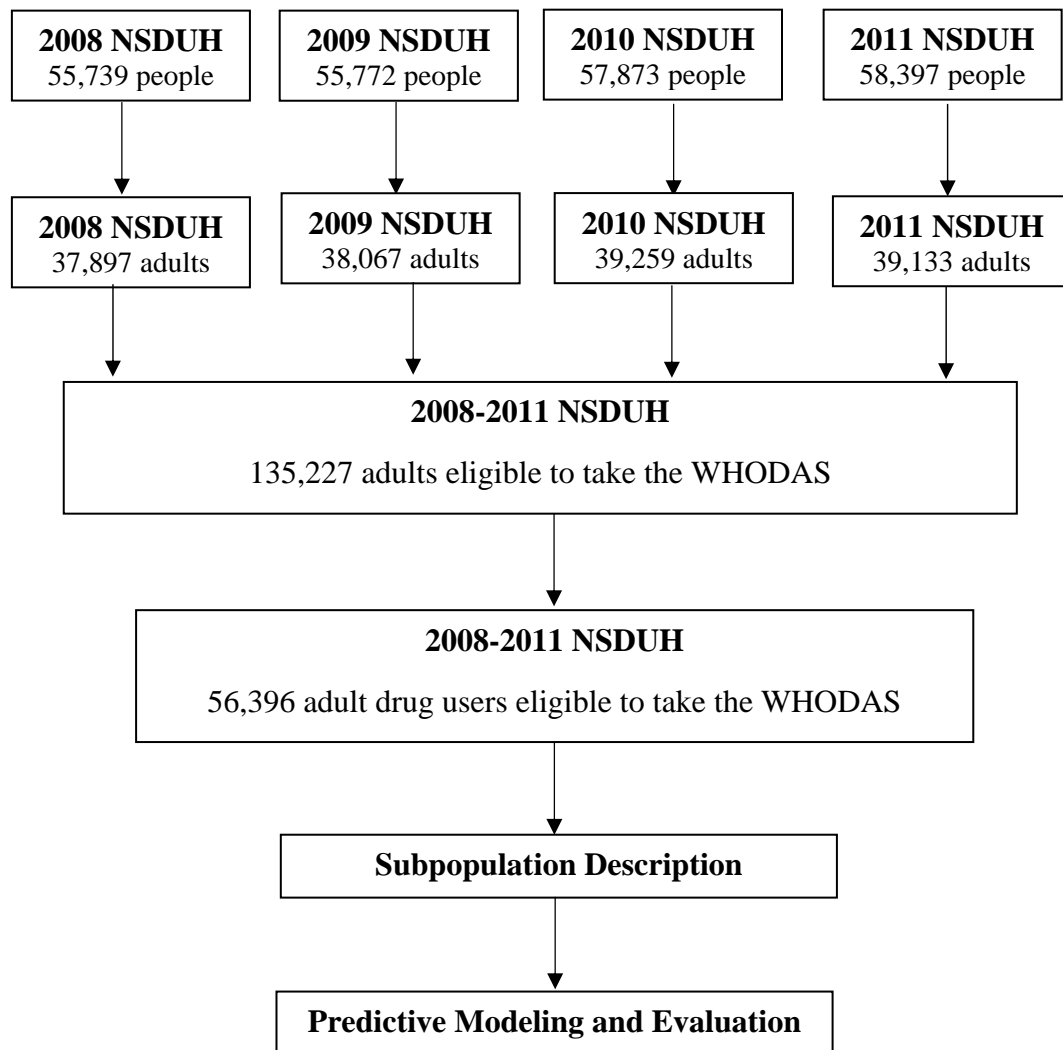 2008 NSDUH
55,739 people
2009 NSDUH
55,772 people
2010 NSDUH
57,873 people
2011 NSDUH
58,397 people
2008 NSDUH
37,897 adults
2009 NSDUH
38,067 adults
2010 NSDUH
39,259 adults
2011 NSDUH
39,133 adults
2008-2011 NSDUH
135,227 adults eligible to take the WHODAS
2008-2011 NSDUH
56,396 adult drug users eligible to take the WHODAS
Subpopulation Description
Predictive Modeling and Evaluation